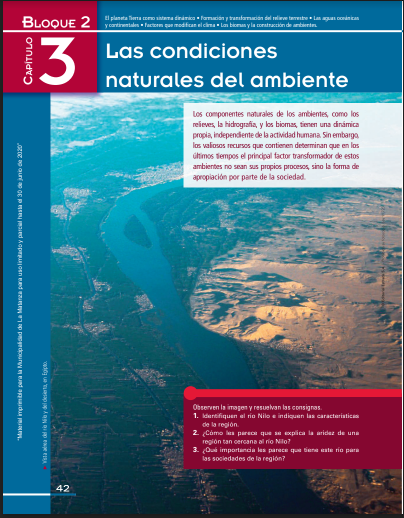 BLOQUE 2
El planeta Tierra como sistema dinámico • Formación y transformación del relieve terrestre • Las aguas oceánicas
y continentales • Factores que modifican el clima • Los biomas y la construcción de ambientes.
CAPÍTULO
3
Las condiciones
naturales del ambiente
Los componentes naturales de los ambientes, como los
relieves, la hidrografía, y los biomas, tienen una dinámica
propia, independiente de la actividad humana. Sin embargo,
los valiosos recursos que contienen determinan que en los
últimos tiempos el principal factor transformador de estos
ambientes no sean sus propios procesos, sino la forma de
apropiación por parte de la sociedad.
"Material imprimible para la Municipalidad de La Matanza para uso limitado y parcial hasta el 30 de junio de 2020"
Vista aérea del río Nilo y del desierto, en Egipto.
Observen la imagen y resuelvan las consignas.
1. Identifiquen el río Nilo e indiquen las características
de la región.
2. ¿Cómo les parece que se explica la aridez de una
región tan cercana al río Nilo?
3. ¿Qué importancia les parece que tiene este río para
las sociedades de la región?
42